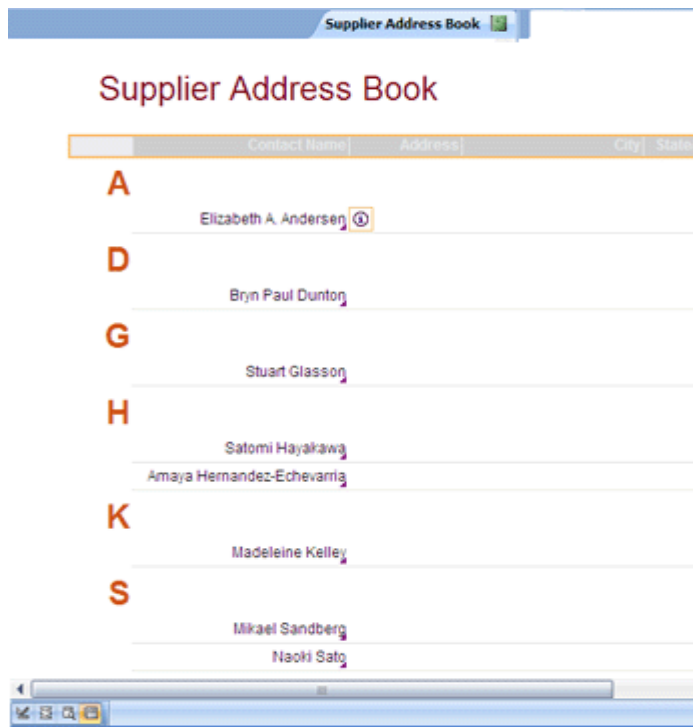 Supplier Address Book
Supplier Address Book
Contact Name Address City State
A
Elizabeth A. Andersen
D
Bryn Paul Dunton
G
Stuart Glasson
H
Satomi Hayakawa
Amaya Hernandez-Echevarria
K
Madeleine Kelley
S
Mikael Sandberg
Naoki Sato